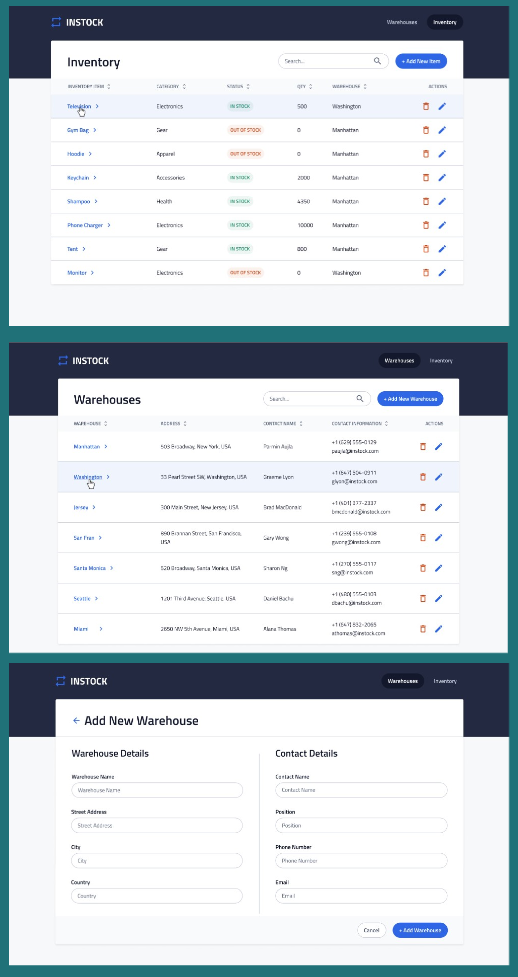 INSTOCK
Warehouses Inventory
Inventory
Search...
+ Add New Item
INVENTORY ITEM CATEGORY STATUS QTY WAREHOUSE ACTIONS
Television Electronics IN STOCK 500 Washington
Gym Bag Gear OUT OF STOCK 0 Manhattan
Hoodie Apparel OUT OF STOCK 0 Manhattan
Keychain Accessories IN STOCK 2000 Manhattan
Shampoo Health IN STOCK 4350 Manhattan
Phone Charger Electronics IN STOCK 10000 Manhattan
Tent Gear IN STOCK 800 Manhattan
Monitor Electronics OUT OF STOCK 0 Washington
INSTOCK
Warehouses Inventory
Warehouses
Search...
+ Add New Warehouse
WAREHOUSE ADDRESS CONTACT NAME CONTACT INFORMATION ACTIONS
Manhattan 503 Broadway, New York, USA Parmin Aujla +1 (629) 555-0129
paujla@instock.com
Washington 33 Pearl Street SW, Washington, USA Graeme Lyon +1 (647) 504-0911
glyon@instock.com
Jersey 300 Main Street, New Jersey, USA Brad MacDonald +1 (401) 377-2337
bmcdonald@instock.com
San Fran 890 Brannan Street, San Francisco, USA Gary Wong +1 (239) 555-0108
gwong@instock.com
Santa Monica 520 Broadway, Santa Monica, USA Sharon Ng +1 (270) 555-0117
sng@instock.com
Seattle 1201 Third Avenue, Seattle, USA Daniel Bachu +1 (480) 555-0103
dbachu@instock.com
Miami 2650 NW 5th Avenue, Miami, USA Alana Thomas +1 (647) 832-2069
athomas@instock.com
INSTOCK
Warehouses Inventory
Add New Warehouse
Warehouse Details
Warehouse Name
Warehouse Name
Street Address
Street Address
City
City
Country
Country
Contact Details
Contact Name
Contact Name
Position
Position
Phone Number
Phone Number
Email
Email
Cancel
+ Add Warehouse